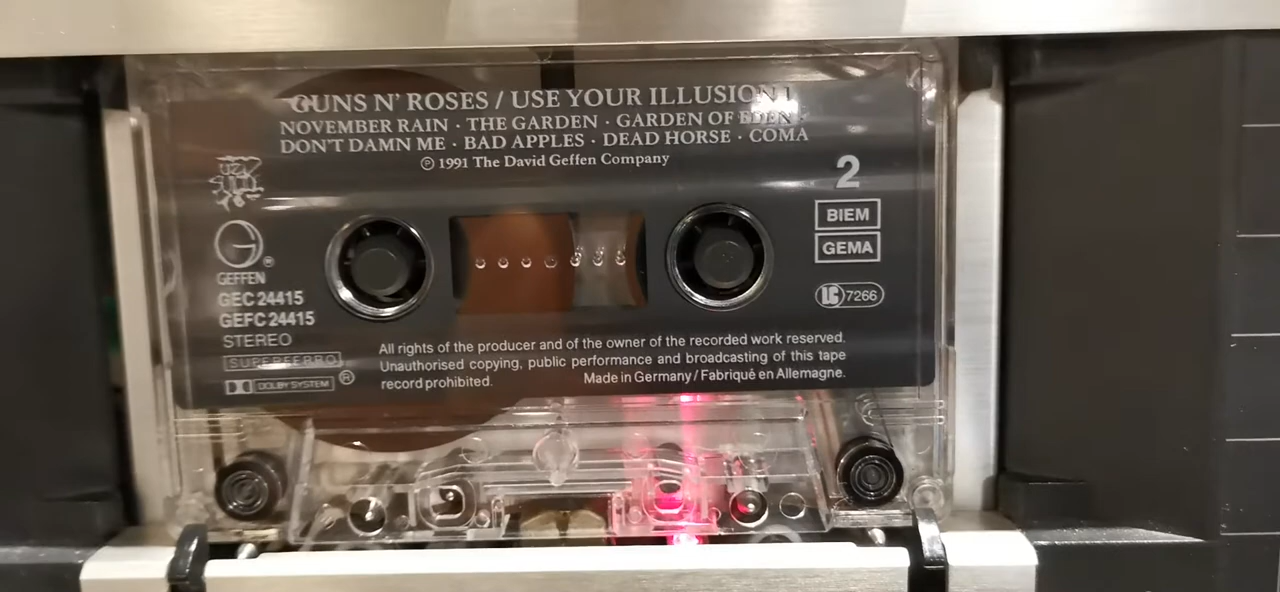 GUNS N' ROSES / USE YOUR ILLUSION I
NOVEMBER RAIN · THE GARDEN · GARDEN OF EDEN ·
DON'T DAMN ME · BAD APPLES · DEAD HORSE · COMA
℗ 1991 The David Geffen Company
2
BIEM
GEMA
LC 7266
USE
YOUR
G ®
GEFFEN
GEC 24415
GEFC 24415
STEREO
SUPERFERRO
DOLBY SYSTEM ®
All rights of the producer and of the owner of the recorded work reserved.
Unauthorised copying, public performance and broadcasting of this tape
record prohibited. Made in Germany / Fabriqué en Allemagne.